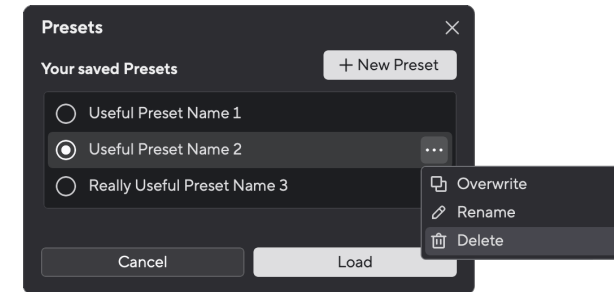 Presets
Your saved Presets
+ New Preset
Useful Preset Name 1
Useful Preset Name 2
Really Useful Preset Name 3
Overwrite
Rename
Delete
Cancel
Load